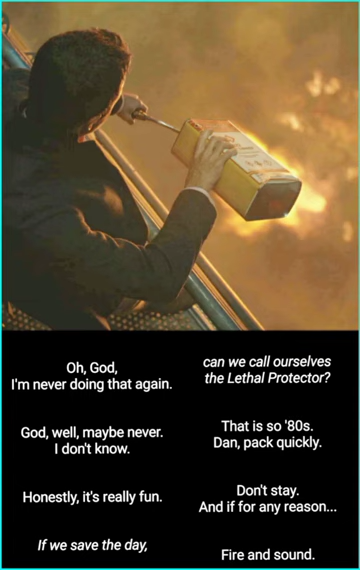 Oh, God,
I'm never doing that again.
God, well, maybe never.
I don't know.
Honestly, it's really fun.
If we save the day,
can we call ourselves
the Lethal Protector?
That is so '80s.
Dan, pack quickly.
Don't stay.
And if for any reason...
Fire and sound.